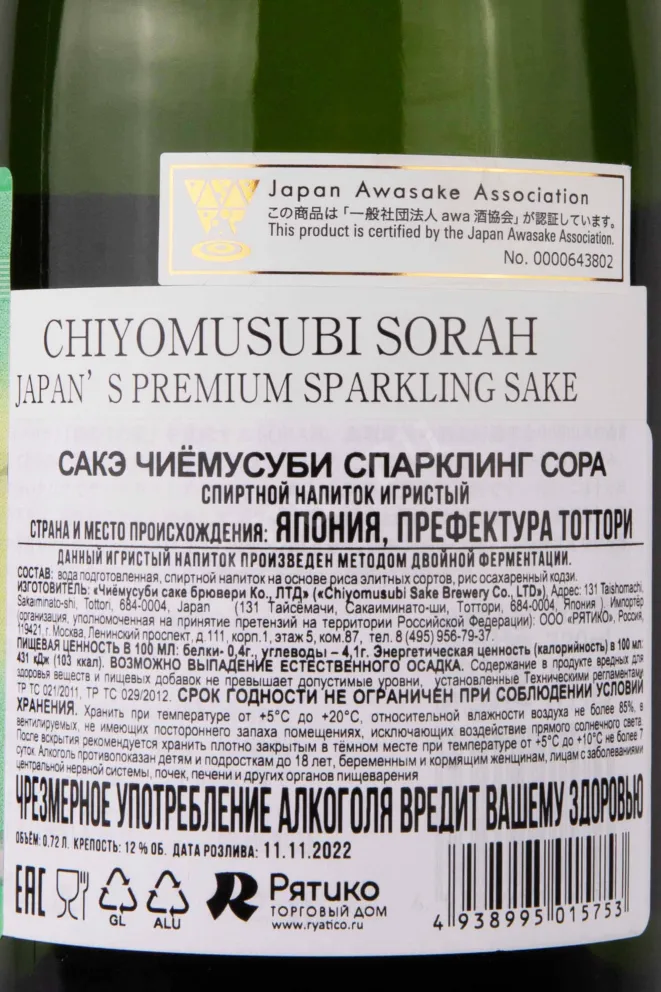 Japan Awasake Association
この商品は「一般社団法人 awa 酒協会」が認証しています。
This product is certified by the Japan Awasake Association.
No. 0000643802
CHIYOMUSUBI SORAH
JAPAN’S PREMIUM SPARKLING SAKE
САКЭ ЧИЁМУСУБИ СПАРКЛИНГ СОРА
СПИРТНОЙ НАПИТОК ИГРИСТЫЙ
СТРАНА И МЕСТО ПРОИСХОЖДЕНИЯ: ЯПОНИЯ, ПРЕФЕКТУРА ТОТТОРИ
ДАННЫЙ ИГРИСТЫЙ НАПИТОК ПРОИЗВЕДЕН МЕТОДОМ ДВОЙНОЙ ФЕРМЕНТАЦИИ.
СОСТАВ: вода подготовленная, спиртной напиток на основе риса элитных сортов, рис осахаренный кодзи.
ИЗГОТОВИТЕЛЬ: «Чиёмусуби саке брювери Ко., ЛТД» («Chiyomusubi Sake Brewery Co., LTD»), Адрес: 131 Taishomachi,
Sakaiminato-shi, Tottori, 684-0004, Japan (131 Тайсёмачи, Сакаиминато-ши, Тоттори, 684-0004, Япония ). Импортер
(организация, уполномоченная на принятие претензий на территории Российской Федерации): ООО «РЯТИКО», Россия,
119421, г. Москва, Ленинский проспект, д.111, корп.1, этаж 5, ком.87, тел. 8 (495) 956-79-37.
ПИЩЕВАЯ ЦЕННОСТЬ В 100 МЛ: белки- 0,4г., углеводы – 4,1г. Энергетическая ценность (калорийность) в 100 мл:
431 кДж (103 ккал). ВОЗМОЖНО ВЫПАДЕНИЕ ЕСТЕСТВЕННОГО ОСАДКА. Содержание в продукте вредных для
здоровья веществ и пищевых добавок не превышает допустимые уровни, установленные Техническими регламентами
ТР ТС 021/2011, ТР ТС 029/2012. СРОК ГОДНОСТИ НЕ ОГРАНИЧЕН ПРИ СОБЛЮДЕНИИ УСЛОВИЙ
ХРАНЕНИЯ. Хранить при температуре от +5°С до +20°С, относительной влажности воздуха не более 85%, в
вентилируемых, не имеющих постороннего запаха помещениях, исключающих воздействие прямого солнечного света.
После вскрытия рекомендуется хранить плотно закрытым в тёмном месте при температуре от +5°С до +10°С не более 7
суток. Алкоголь противопоказан детям и подросткам до 18 лет, беременным и кормящим женщинам, лицам с заболеваниями
центральной нервной системы, почек, печени и других органов пищеварения
ЧРЕЗМЕРНОЕ УПОТРЕБЛЕНИЕ АЛКОГОЛЯ ВРЕДИТ ВАШЕМУ ЗДОРОВЬЮ
ОБЪЁМ: 0,72 Л. КРЕПОСТЬ: 12 % ОБ. ДАТА РОЗЛИВА: 11.11.2022
EAC
GL
ALU
РЯТИКО
ТОРГОВЫЙ ДОМ
www.ryatico.ru
4 938995 015753